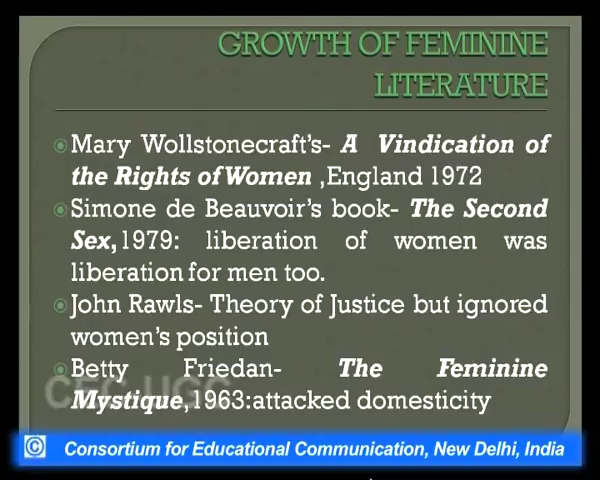 GROWTH OF FEMININE
LITERATURE
Mary Wollstonecraft's- A Vindication of
the Rights of Women ,England 1972
Simone de Beauvoir's book- The Second
Sex,1979: liberation of women was
liberation for men too.
John Rawls- Theory of Justice but ignored
women's position
Betty Friedan- The Feminine
Mystique,1963:attacked domesticity
CEC-UGC
© Consortium for Educational Communication, New Delhi, India